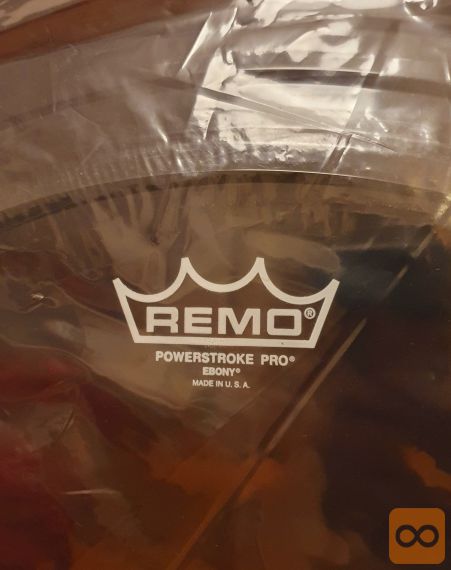 REMO®
POWERSTROKE PRO®
EBONY®
MADE IN U.S.A.